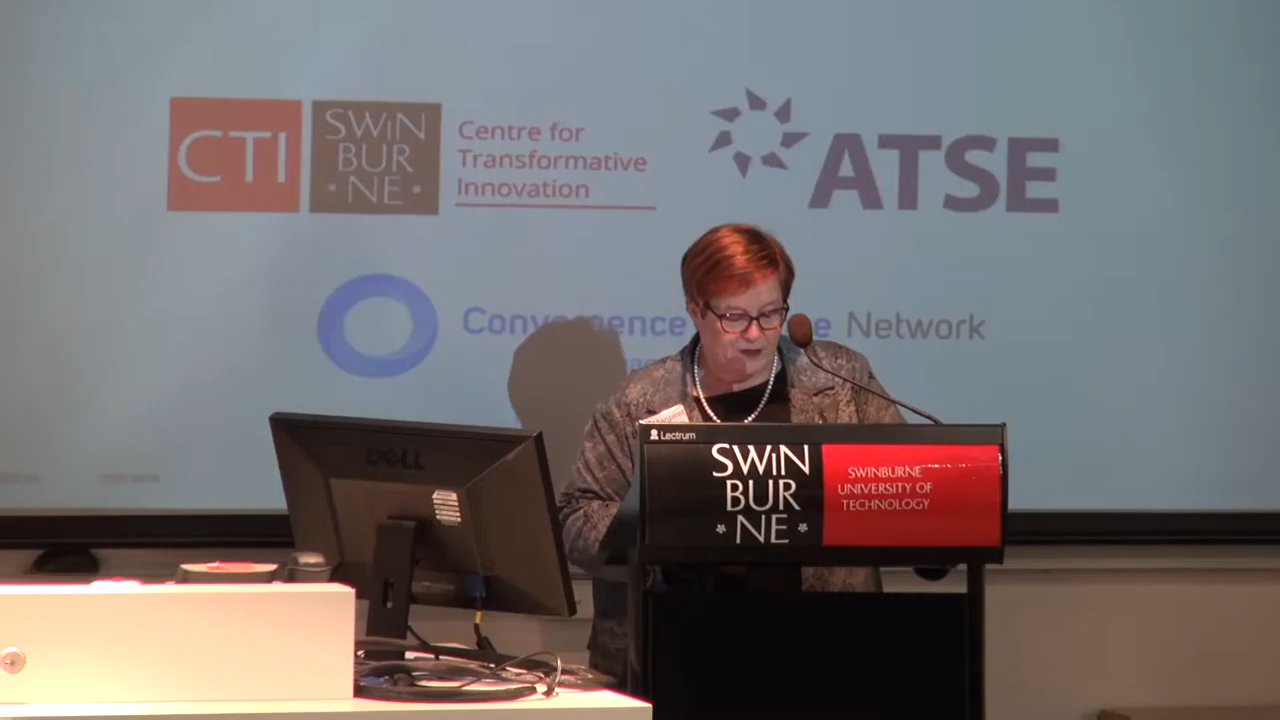 CTI
SWIN
BUR
NE
Centre for
Transformative
Innovation
ATSE
Network
DELL
Lectrum
SWIN
BUR
NE
SWINBURNE
UNIVERSITY OF
TECHNOLOGY